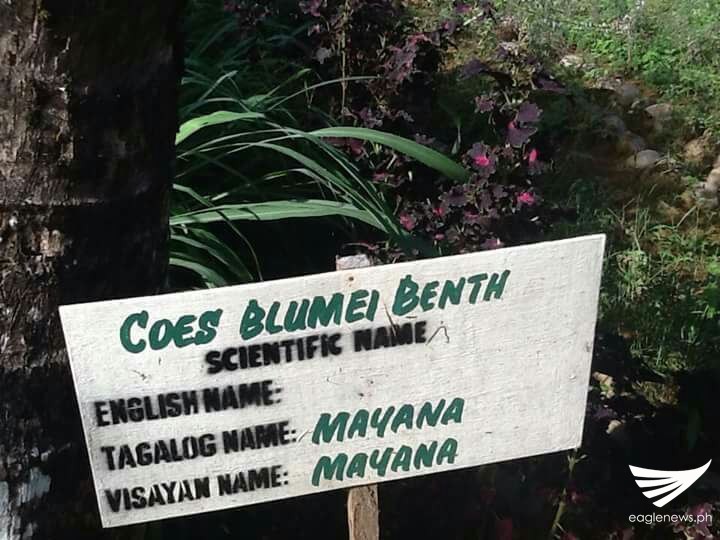 COES BLUMEI BENTH
SCIENTIFIC NAME
ENGLISH NAME:
TAGALOG NAME: MAYANA
VISAYAN NAME: MAYANA
eaglenews.ph